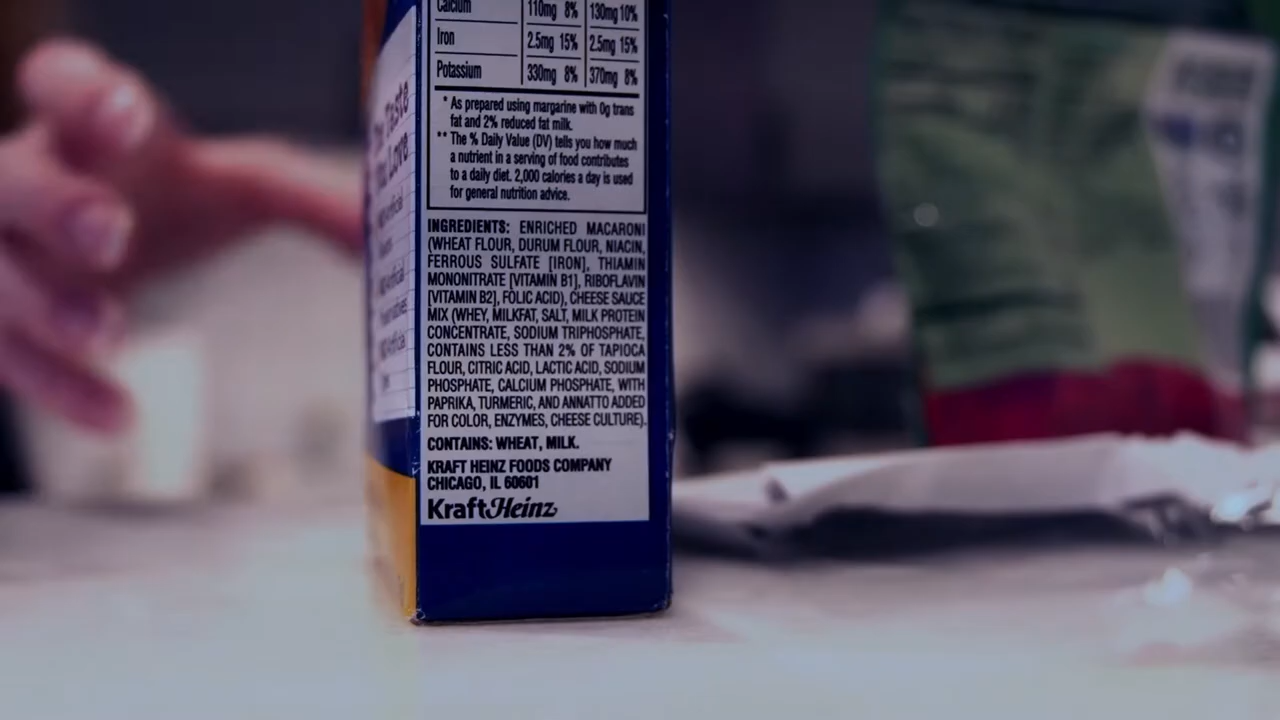 Calcium 110mg 8% 130mg 10%
Iron 2.5mg 15% 2.5mg 15%
Potassium 330mg 8% 370mg 8%
* As prepared using margarine with 0g trans
fat and 2% reduced fat milk.
** The % Daily Value (DV) tells you how much
a nutrient in a serving of food contributes
to a daily diet. 2,000 calories a day is used
for general nutrition advice.
INGREDIENTS: ENRICHED MACARONI
(WHEAT FLOUR, DURUM FLOUR, NIACIN,
FERROUS SULFATE [IRON], THIAMIN
MONONITRATE [VITAMIN B1], RIBOFLAVIN
[VITAMIN B2], FOLIC ACID), CHEESE SAUCE
MIX (WHEY, MILKFAT, SALT, MILK PROTEIN
CONCENTRATE, SODIUM TRIPHOSPHATE,
CONTAINS LESS THAN 2% OF TAPIOCA
FLOUR, CITRIC ACID, LACTIC ACID, SODIUM
PHOSPHATE, CALCIUM PHOSPHATE, WITH
PAPRIKA, TURMERIC, AND ANNATTO ADDED
FOR COLOR, ENZYMES, CHEESE CULTURE).
CONTAINS: WHEAT, MILK.
KRAFT HEINZ FOODS COMPANY
CHICAGO, IL 60601
KraftHeinz
Taste
Love